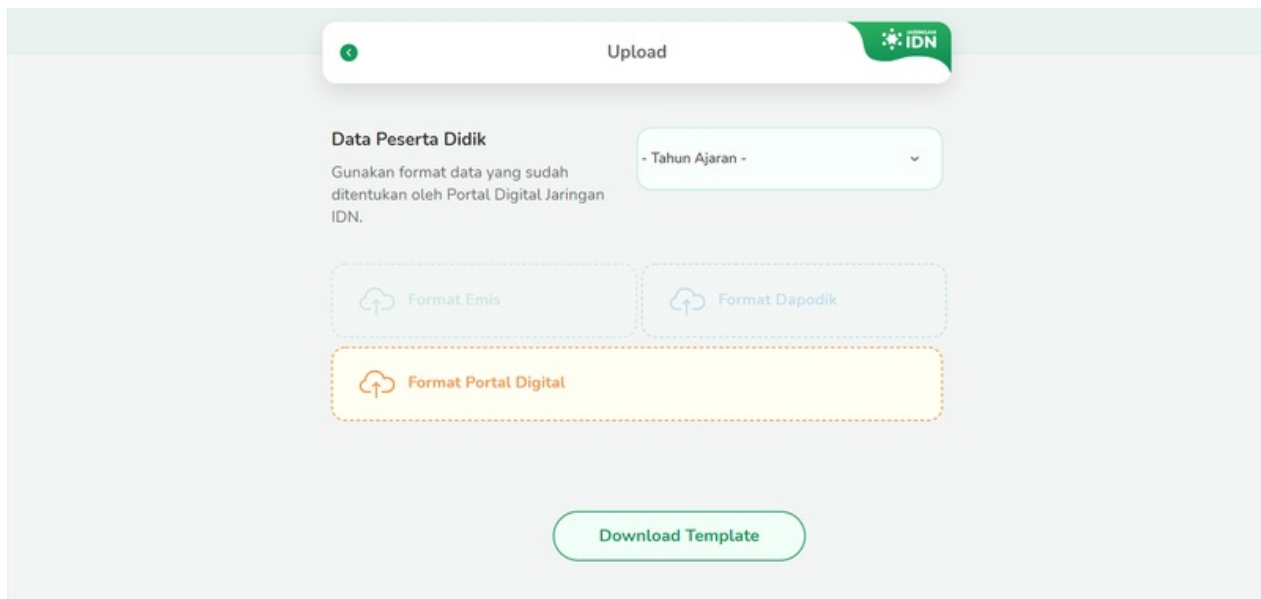 Upload
JARINGAN
IDN
Data Peserta Didik
- Tahun Ajaran -
Gunakan format data yang sudah
ditentukan oleh Portal Digital Jaringan
IDN.
Format Emis
Format Dapodik
Format Portal Digital
Download Template